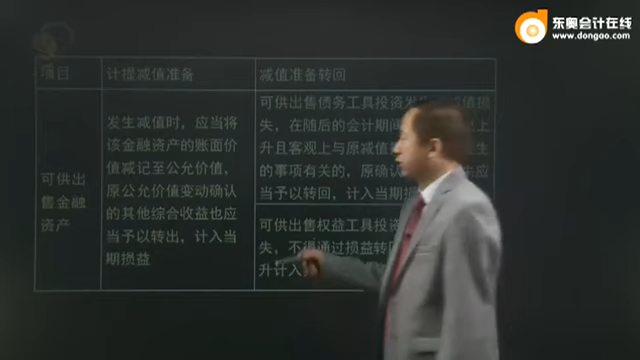 东奥会计在线
www.dongao.com
项目
计提减值准备
减值准备转回
可供出
售金融
资产
发生减值时，应当将
该金融资产的账面价
值减记至公允价值，
原公允价值变动确认
的其他综合收益也应
当予以转出，计入当
期损益
可供出售债务工具投资发 值损
失，在随后的会计期间 上
升且客观上与原减值 生
的事项有关的，原确认 应
当予以转回，计入当期
可供出售权益工具投资
失，不得通过损益转回
升计入